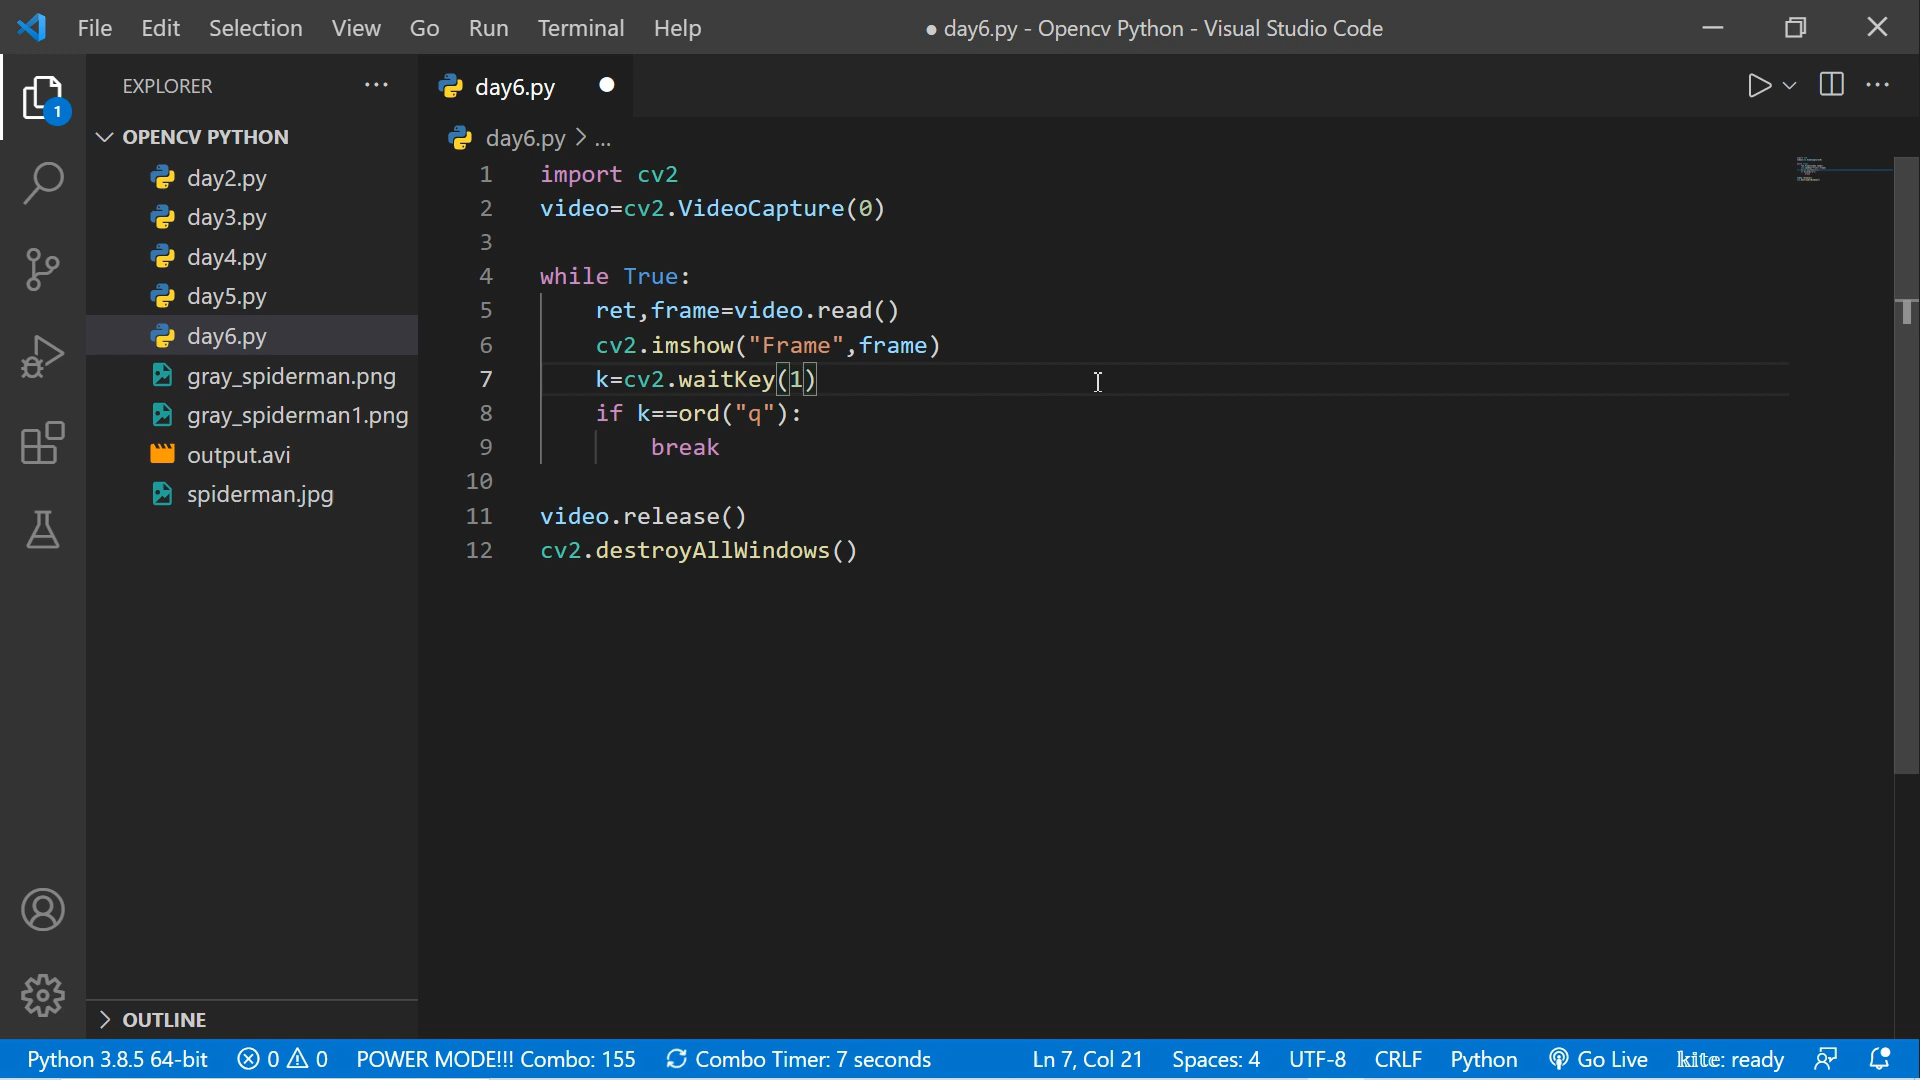 File Edit Selection View Go Run Terminal Help ● day6.py - Opencv Python - Visual Studio Code
EXPLORER ...
day6.py
1
OPENCV PYTHON
day6.py > ...
day2.py
day3.py
day4.py
day5.py
day6.py
gray_spiderman.png
gray_spiderman1.png
output.avi
spiderman.jpg
1 import cv2
2 video=cv2.VideoCapture(0)
3
4 while True:
5 ret,frame=video.read()
6 cv2.imshow("Frame",frame)
7 k=cv2.waitKey(1)
8 if k==ord("q"):
9 break
10
11 video.release()
12 cv2.destroyAllWindows()
OUTLINE
Python 3.8.5 64-bit 0 0 POWER MODE!!! Combo: 155 Combo Timer: 7 seconds Ln 7, Col 21 Spaces: 4 UTF-8 CRLF Python Go Live kite: ready